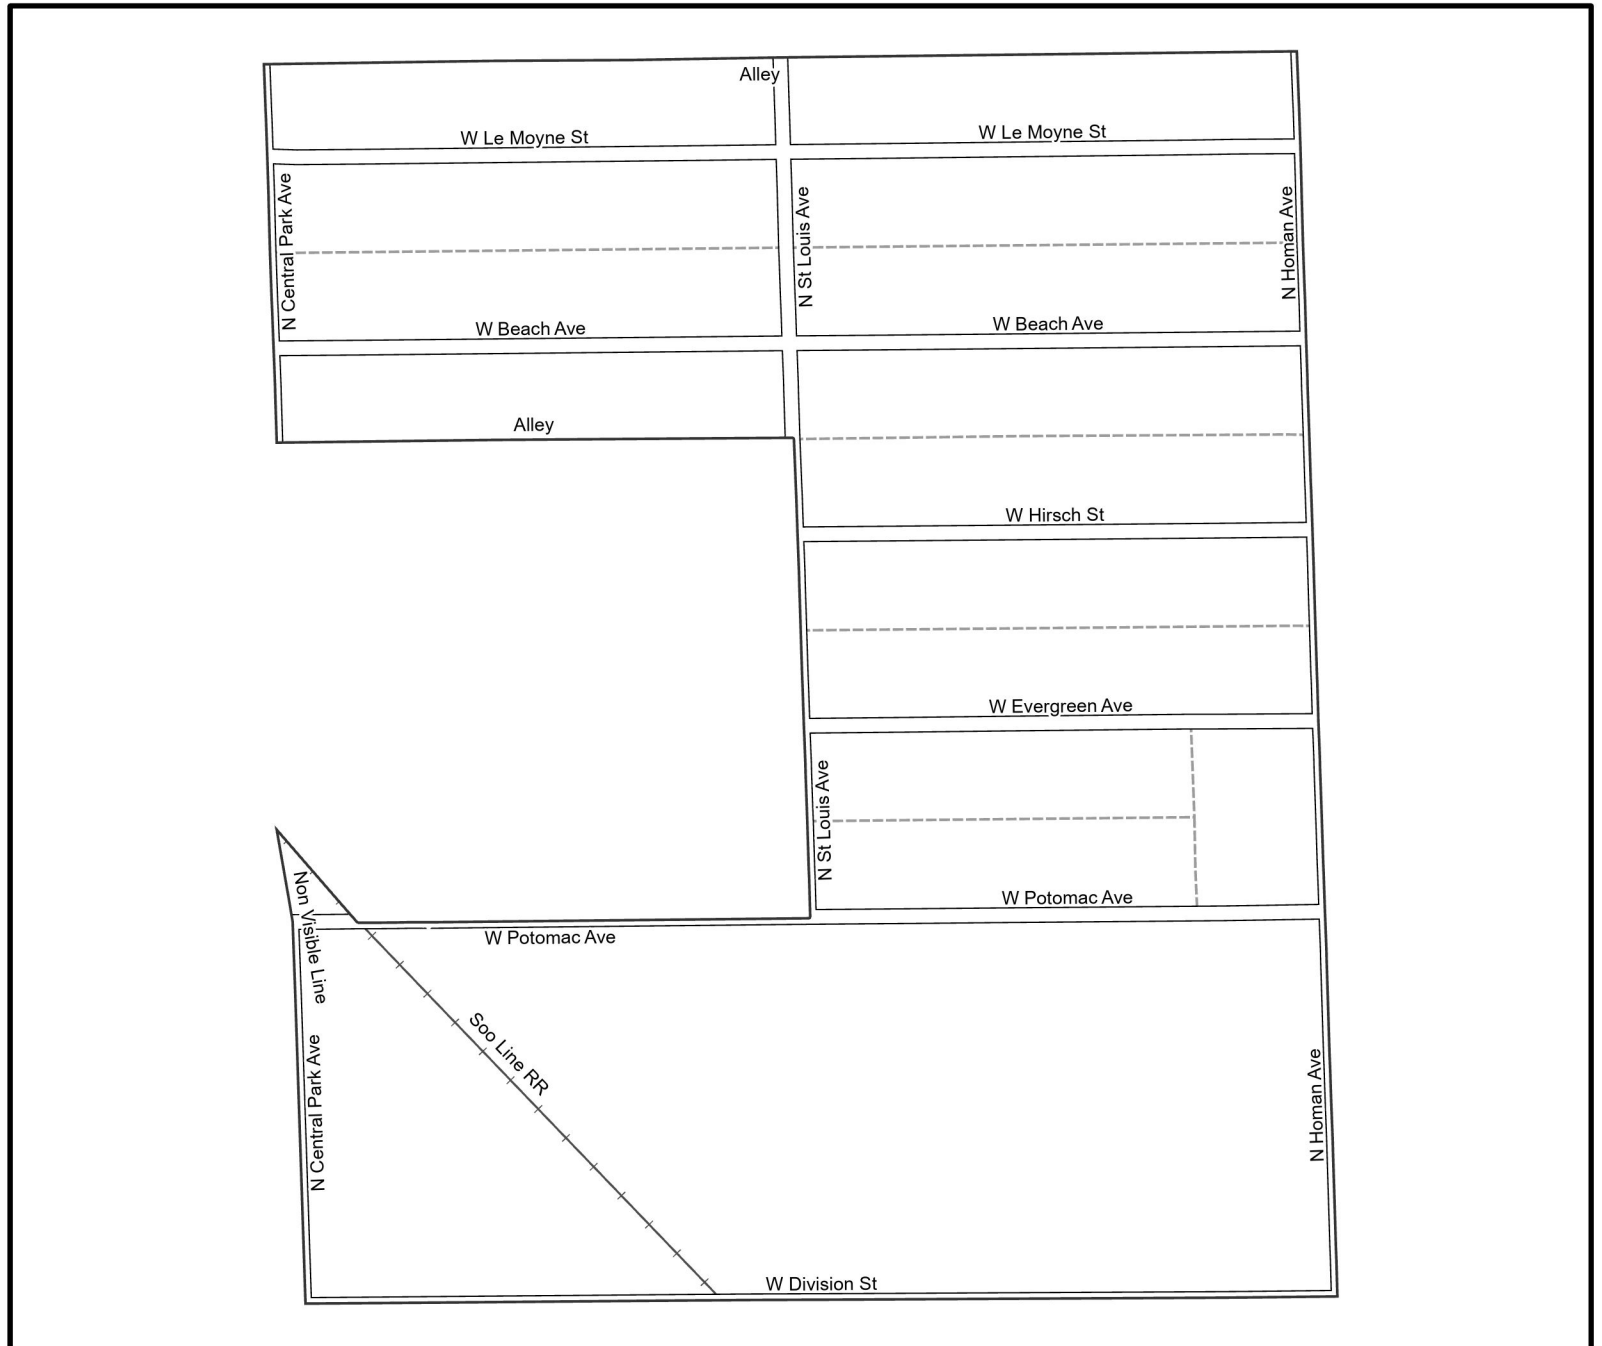 Alley
W Le Moyne St
W Le Moyne St
N Central Park Ave
N St Louis Ave
N Homan Ave
W Beach Ave
W Beach Ave
Alley
W Hirsch St
W Evergreen Ave
N St Louis Ave
W Potomac Ave
Non Visible Line
W Potomac Ave
Soo Line RR
N Central Park Ave
N Homan Ave
W Division St